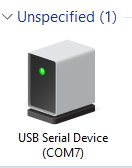 Unspecified (1)
USB Serial Device
(COM7)